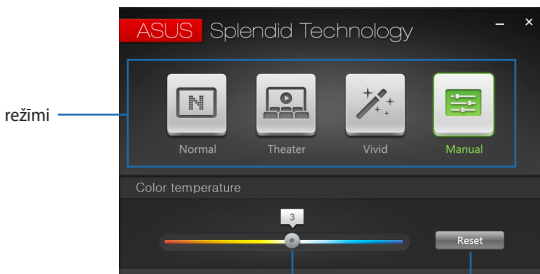 ASUS Splendid Technology
režīmi
N
Normal Theater Vivid Manual
Color temperature
3
Reset